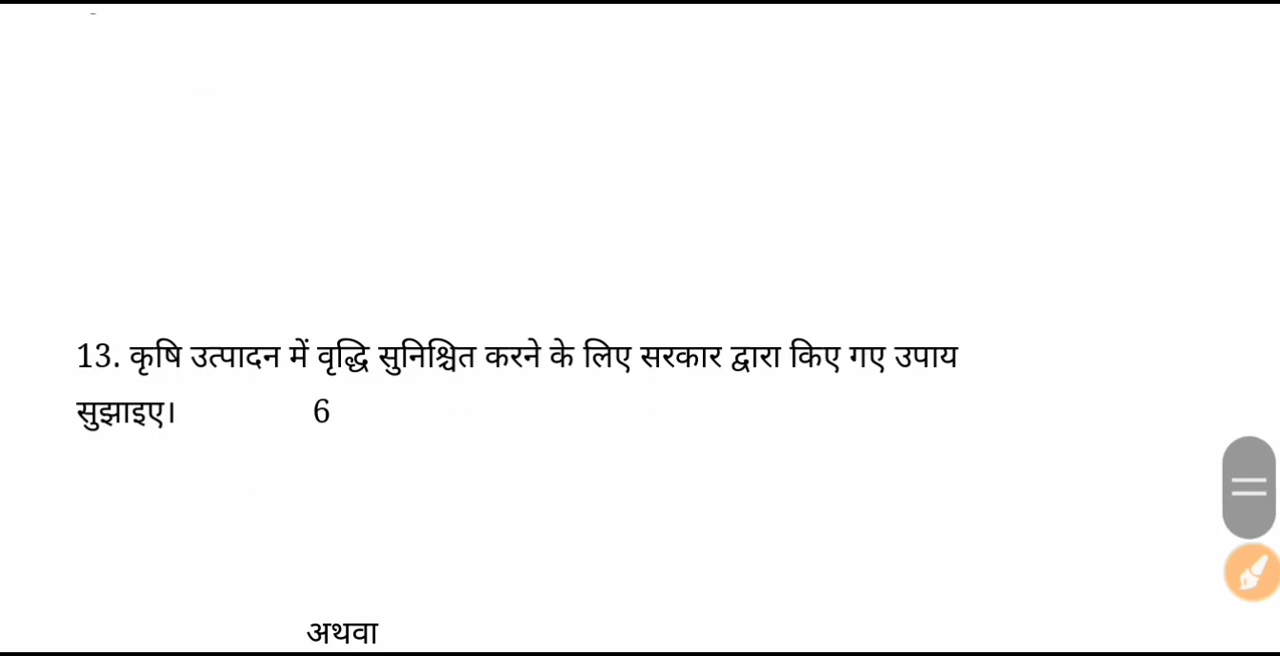 13. कृषि उत्पादन में वृद्धि सुनिश्चित करने के लिए सरकार द्वारा किए गए उपाय
सुझाइए। 6
अथवा